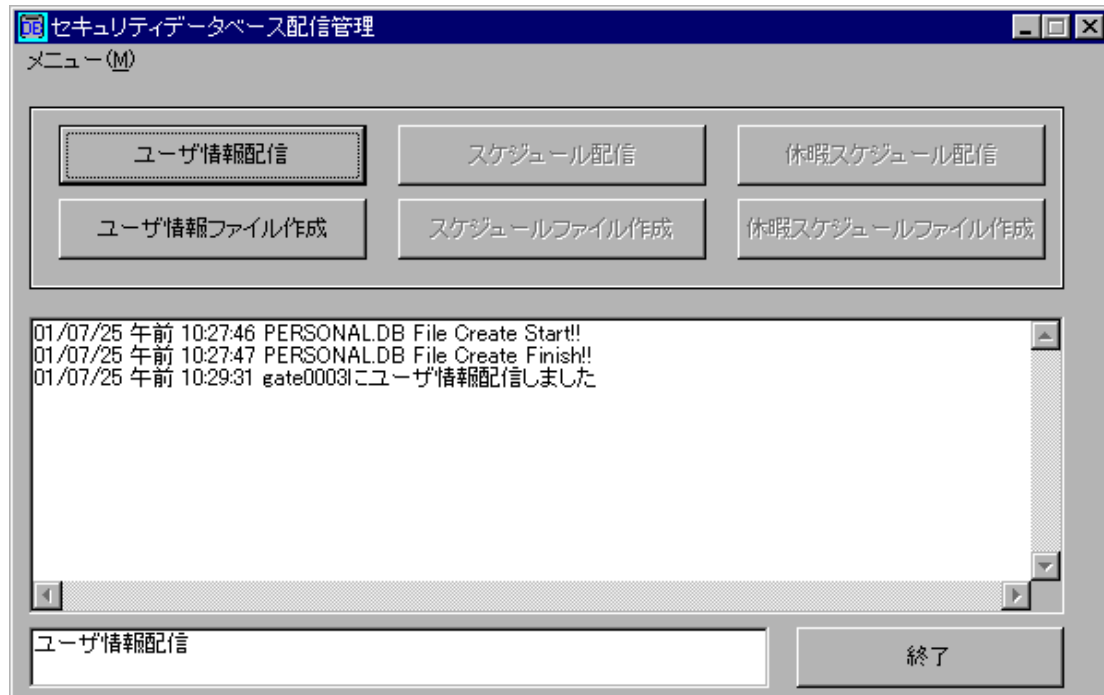 DB セキュリティデータベース配信管理
メニュー(M)
ユーザ情報配信 スケジュール配信 休暇スケジュール配信
ユーザ情報ファイル作成 スケジュールファイル作成 休暇スケジュールファイル作成
01/07/25 午前 10:27:46 PERSONAL.DB File Create Start!!
01/07/25 午前 10:27:47 PERSONAL.DB File Create Finish!!
01/07/25 午前 10:29:31 gate0003にユーザ情報配信しました
ユーザ情報配信 終了